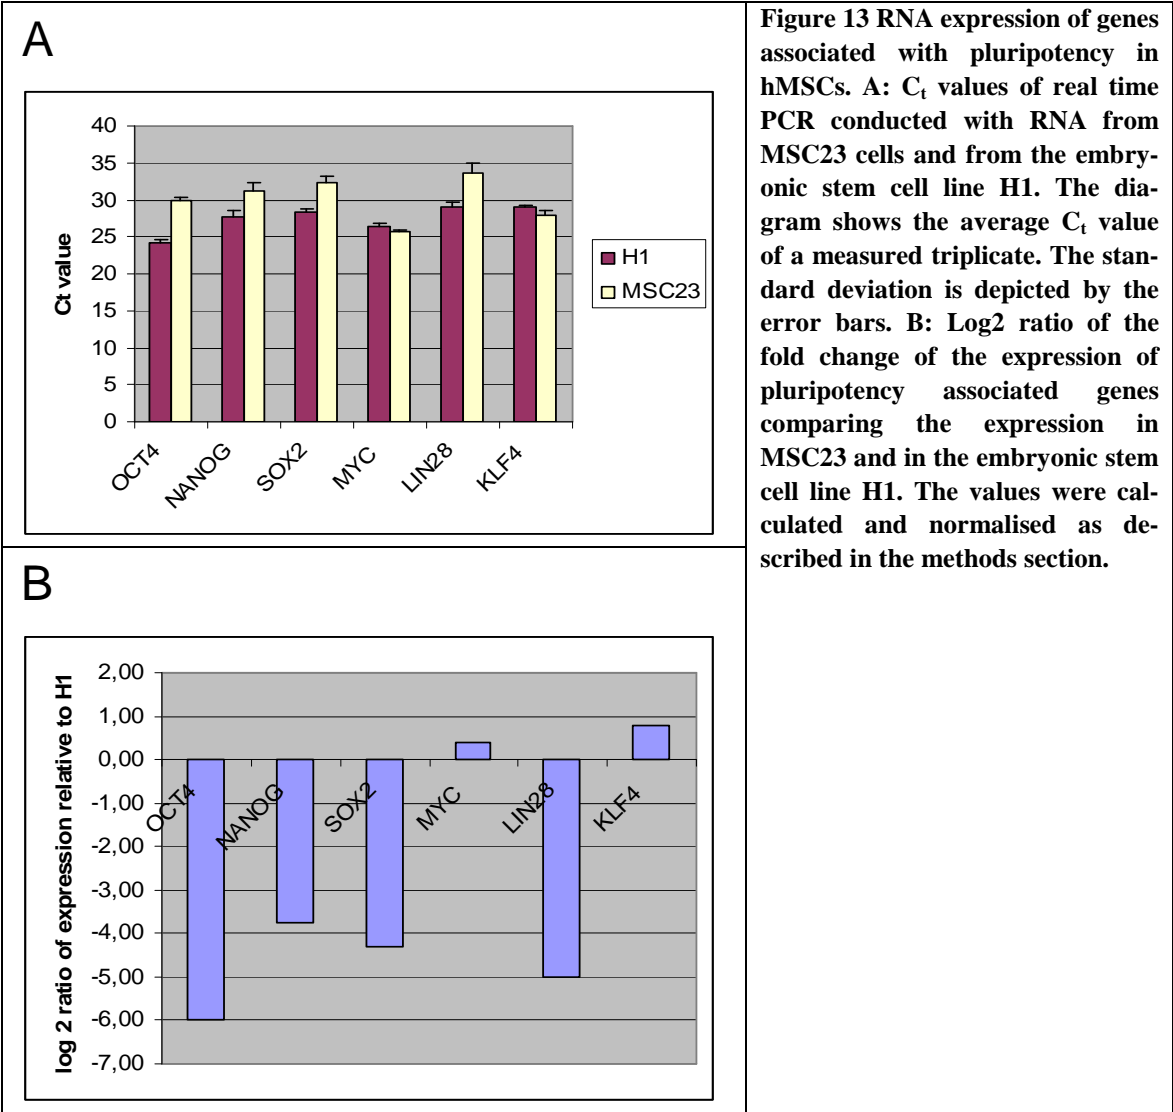 A
40
35
30
25
20
15
10
5
0
Ct value
OCT4
NANOG
SOX2
MYC
LIN28
KLF4
H1
MSC23
B
2,00
1,00
0,00
-1,00
-2,00
-3,00
-4,00
-5,00
-6,00
-7,00
log 2 ratio of expression relative to H1
OCT4
NANOG
SOX2
MYC
LIN28
KLF4
Figure 13 RNA expression of genes
associated with pluripotency in
hMSCs. A: Ct values of real time
PCR conducted with RNA from
MSC23 cells and from the embry-
onic stem cell line H1. The dia-
gram shows the average Ct value
of a measured triplicate. The stan-
dard deviation is depicted by the
error bars. B: Log2 ratio of the
fold change of the expression of
pluripotency associated genes
comparing the expression in
MSC23 and in the embryonic stem
cell line H1. The values were cal-
culated and normalised as de-
scribed in the methods section.